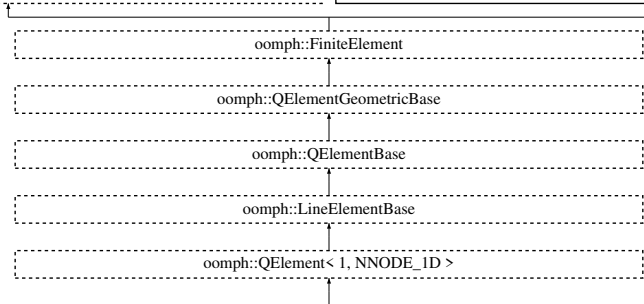 oomph::FiniteElement
oomph::QElementGeometricBase
oomph::QElementBase
oomph::LineElementBase
oomph::QElement< 1, NNODE_1D >